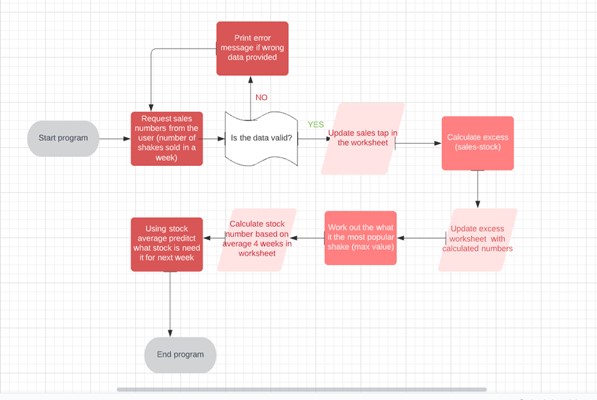 Print error
message if wrong
data provided
NO
Start program
Request sales
numbers from the
user (number of
shakes sold in a
week)
Is the data valid?
YES
Update sales tap in
the worksheet
Calculate excess
(sales-stock)
Using stock
average preditct
what stock is need
it for next week
Calculate stock
number based on
average 4 weeks in
worksheet
Work out the what
it the most popular
shake (max value)
Update excess
worksheet with
calculated numbers
End program